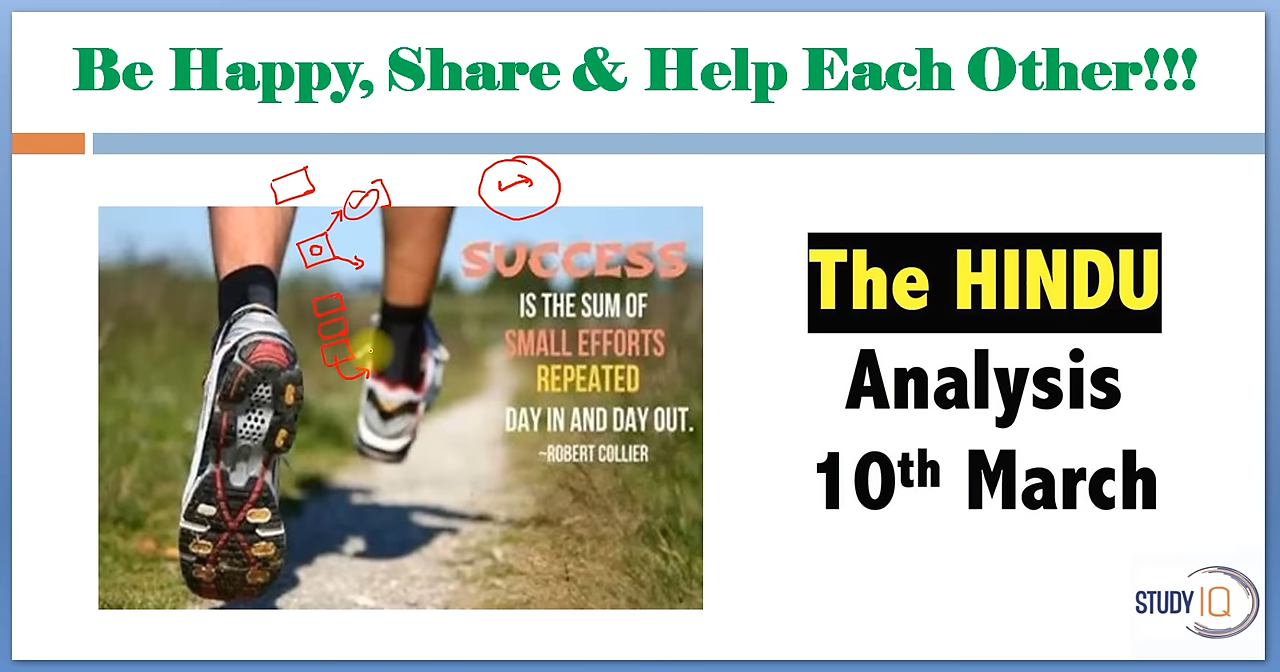 Be Happy, Share & Help Each Other!!!
SUCCESS
IS THE SUM OF
SMALL EFFORTS
REPEATED
DAY IN AND DAY OUT.
~ROBERT COLLIER
The HINDU
Analysis
10th March
STUDY IQ